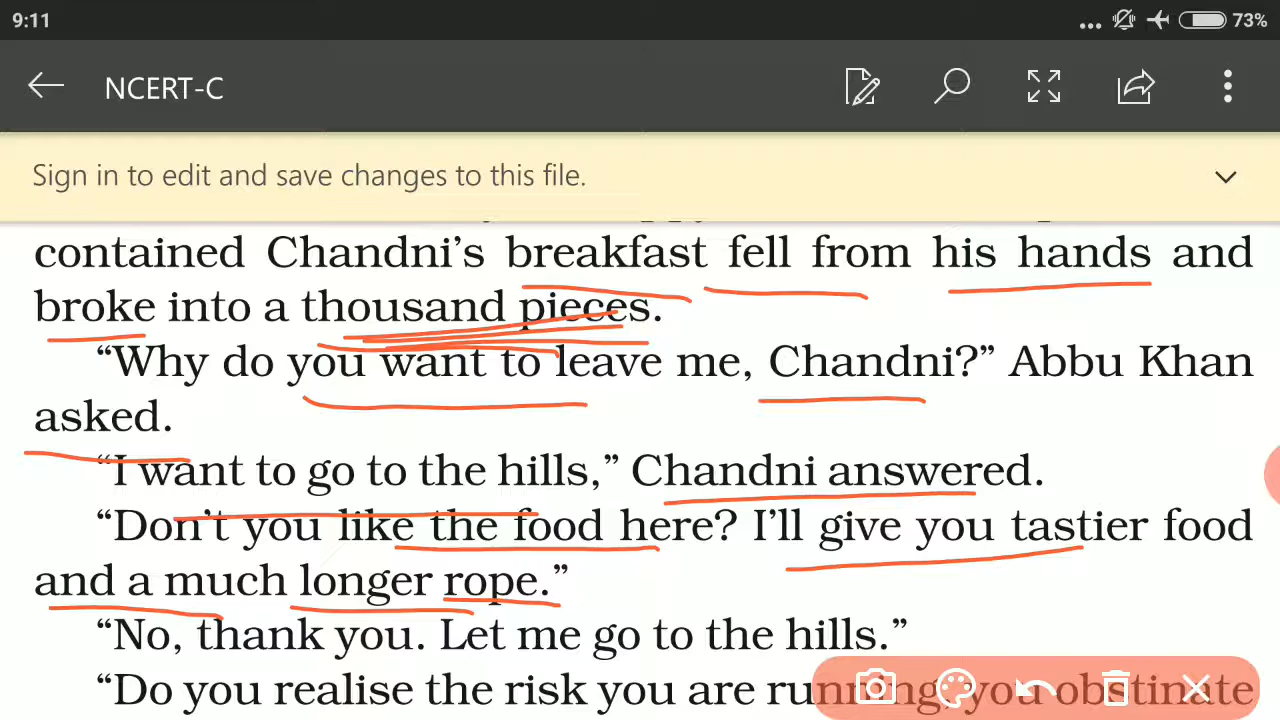 9:11
73%
NCERT-C
Sign in to edit and save changes to this file.
contained Chandni's breakfast fell from his hands and
broke into a thousand pieces.
“Why do you want to leave me, Chandni?” Abbu Khan
asked.
“I want to go to the hills,” Chandni answered.
“Don't you like the food here? I'll give you tastier food
and a much longer rope.”
“No, thank you. Let me go to the hills.”
“Do you realise the risk you are running, you obstinate